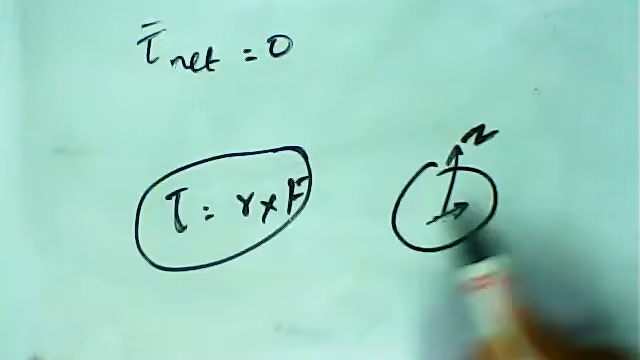 τ̄ net = 0
τ = r × F
N